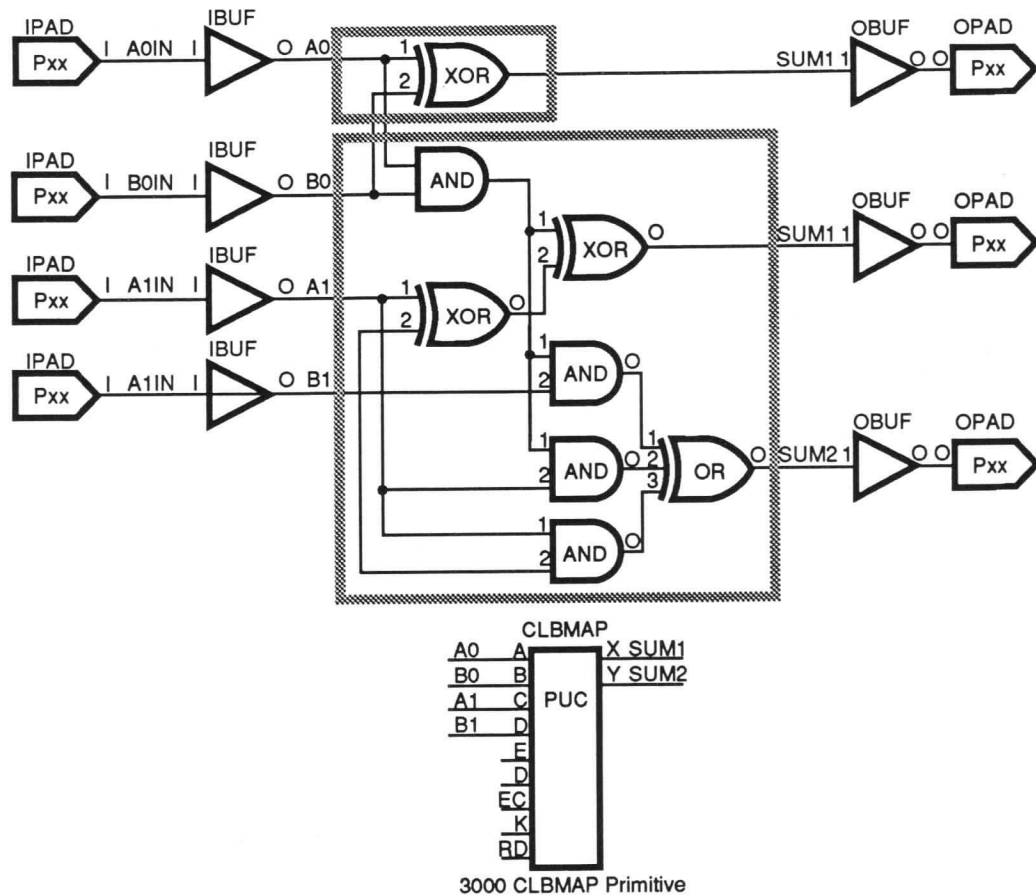 IPAD IBUF OBUF OPAD
Pxx I A0IN I O A0 1 2 XOR SUM1 1 O O Pxx
IPAD IBUF
Pxx I B0IN I O B0 AND
OBUF OPAD
1 2 XOR O SUM1 1 O O Pxx
IPAD IBUF
Pxx I A1IN I O A1 1 2 XOR O
IPAD IBUF
Pxx I A1IN I O B1 1 2 AND O
OBUF OPAD
1 2 AND O 1 2 3 OR O SUM2 1 O O Pxx
1 2 AND O
CLBMAP
A0 A X SUM1
B0 B PUC Y SUM2
A1 C
B1 D
E
D
EC
K
RD
3000 CLBMAP Primitive